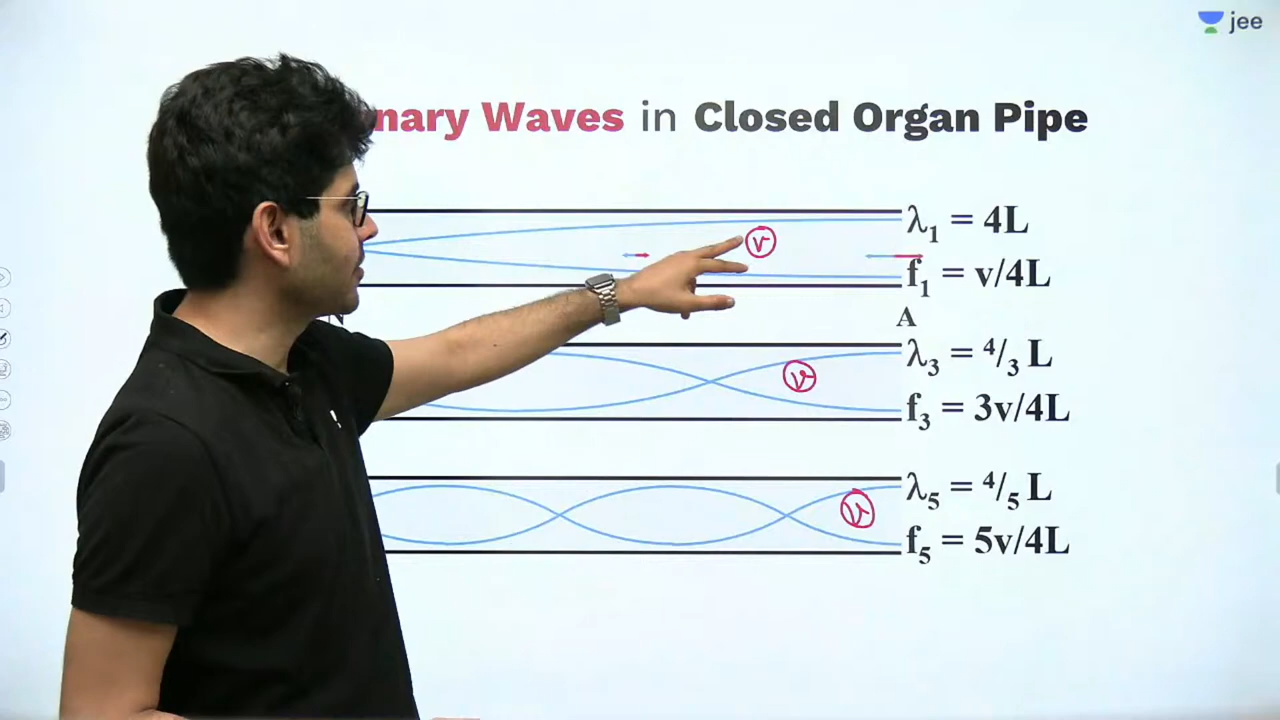 jee
nary Waves in Closed Organ Pipe
λ₁ = 4L
v
f₁ = v/4L
N
A
λ₃ = ⁴/₃ L
v
f₃ = 3v/4L
λ₅ = ⁴/₅ L
v
f₅ = 5v/4L